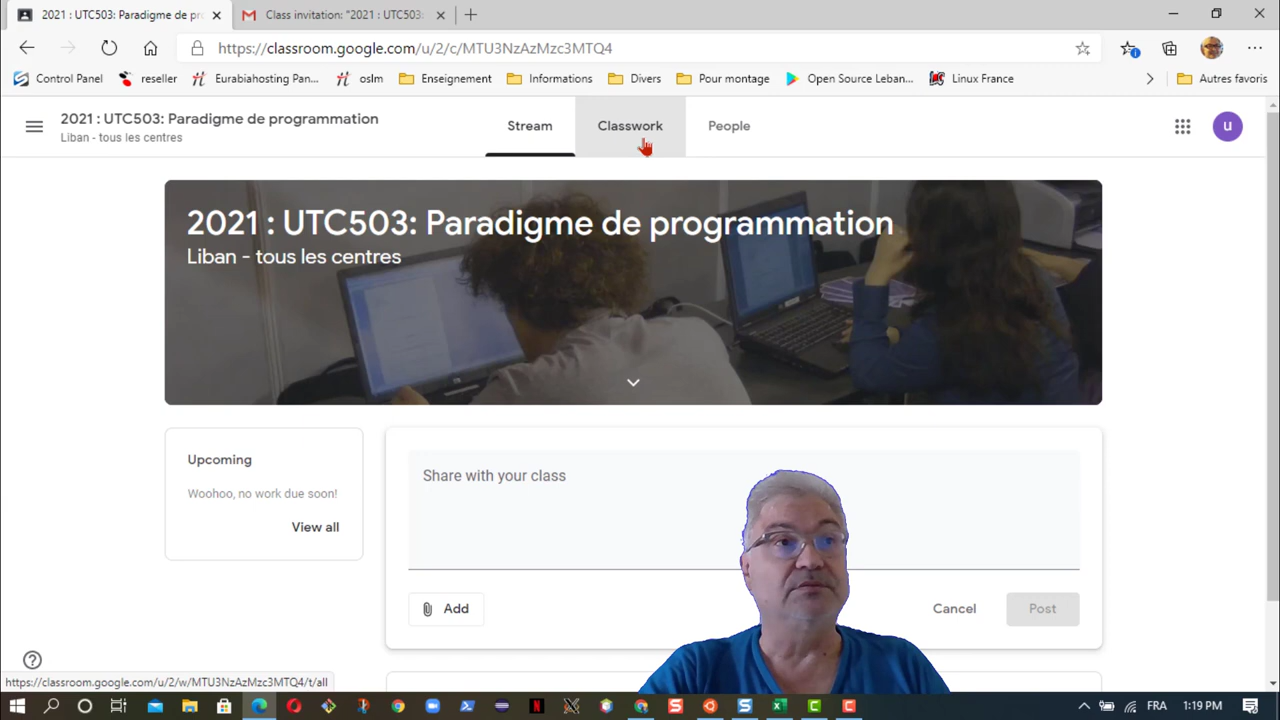 2021 : UTC503: Paradigme de pr
Class invitation: "2021 : UTC503:
https://classroom.google.com/u/2/c/MTU3NzAzMzc3MTQ4
Control Panel
reseller
Eurabiahosting Pan...
oslm
Enseignement
Informations
Divers
Pour montage
Open Source Leban...
Linux France
Autres favoris
2021 : UTC503: Paradigme de programmation
Liban - tous les centres
Stream
Classwork
People
u
2021 : UTC503: Paradigme de programmation
Liban - tous les centres
Upcoming
Woohoo, no work due soon!
View all
Share with your class
Add
Cancel
Post
https://classroom.google.com/u/2/w/MTU3NzAzMzc3MTQ4/t/all
FRA
1:19 PM